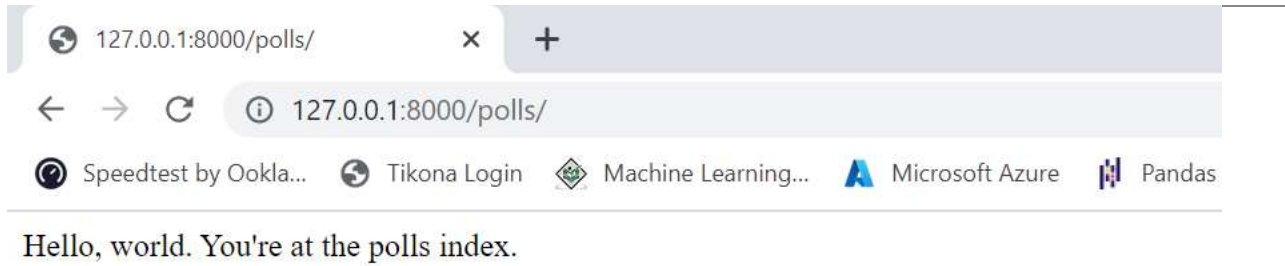 127.0.0.1:8000/polls/
127.0.0.1:8000/polls/
Speedtest by Ookla... Tikona Login Machine Learning... Microsoft Azure Pandas
Hello, world. You're at the polls index.